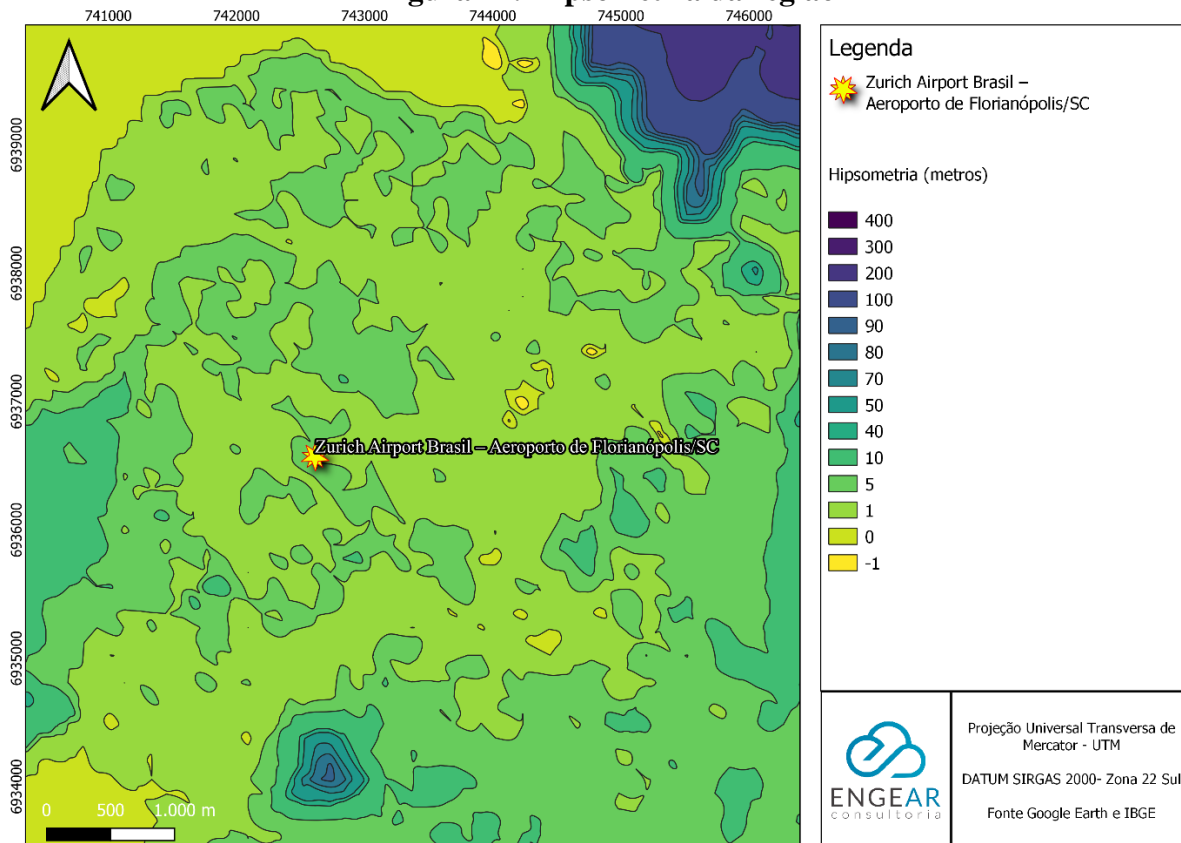 741000
742000
743000
744000
745000
746000
6939000
6938000
6937000
6936000
6935000
6934000
Zurich Airport Brasil – Aeroporto de Florianópolis/SC
0 500 1.000 m
Legenda
Zurich Airport Brasil –
Aeroporto de Florianópolis/SC
Hipsometria (metros)
400
300
200
100
90
80
70
50
40
10
5
1
0
-1
ENGEAR
consultoria
Projeção Universal Transversa de
Mercator - UTM
DATUM SIRGAS 2000- Zona 22 Sul
Fonte Google Earth e IBGE